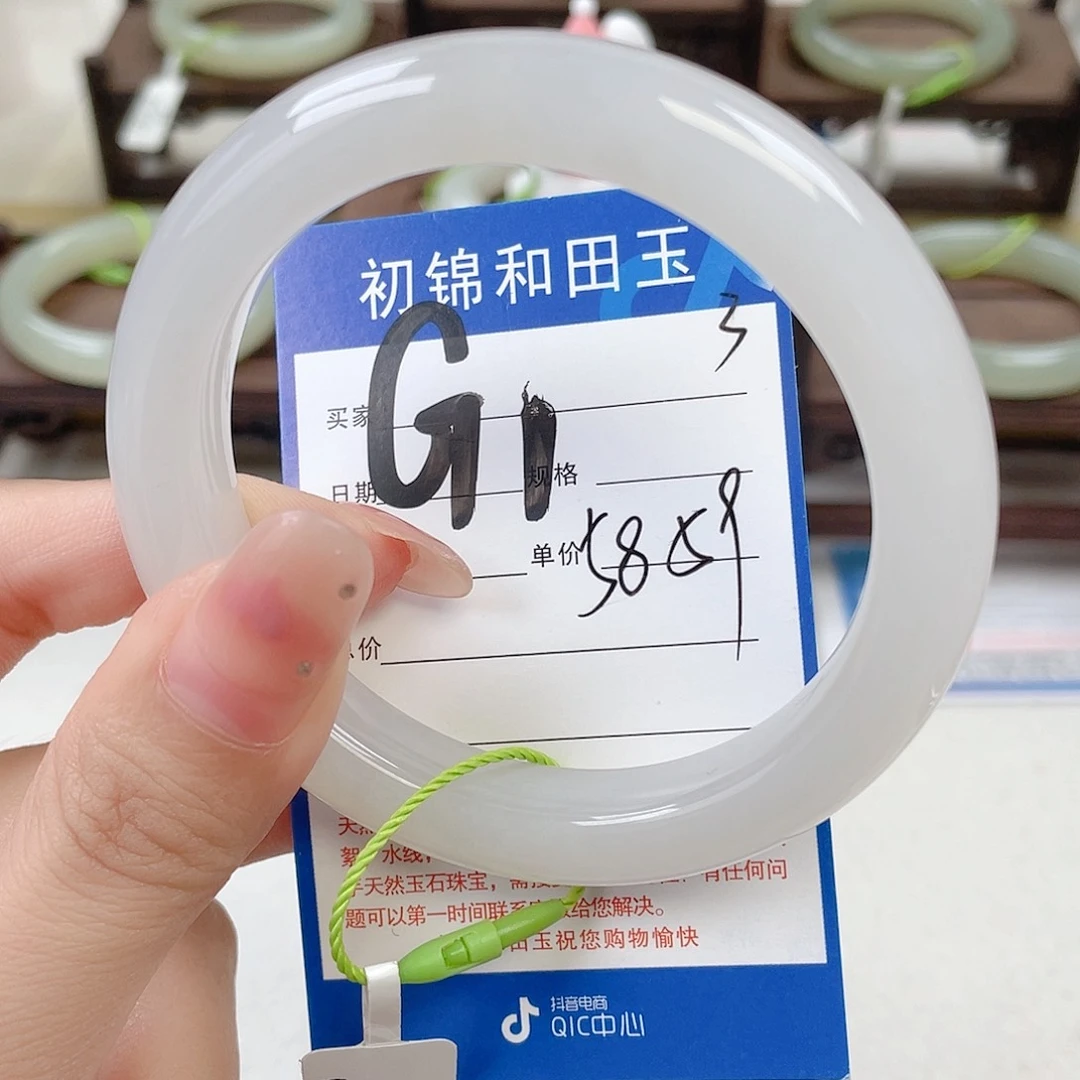 初锦和田玉
3
G1
买家
日期 规格
单价 5859
价
天然
絮 水线,
天然玉石珠宝, 有任何问
题可以第一时间联系 给您解决。
田玉祝您购物愉快
抖音电商
QIC中心